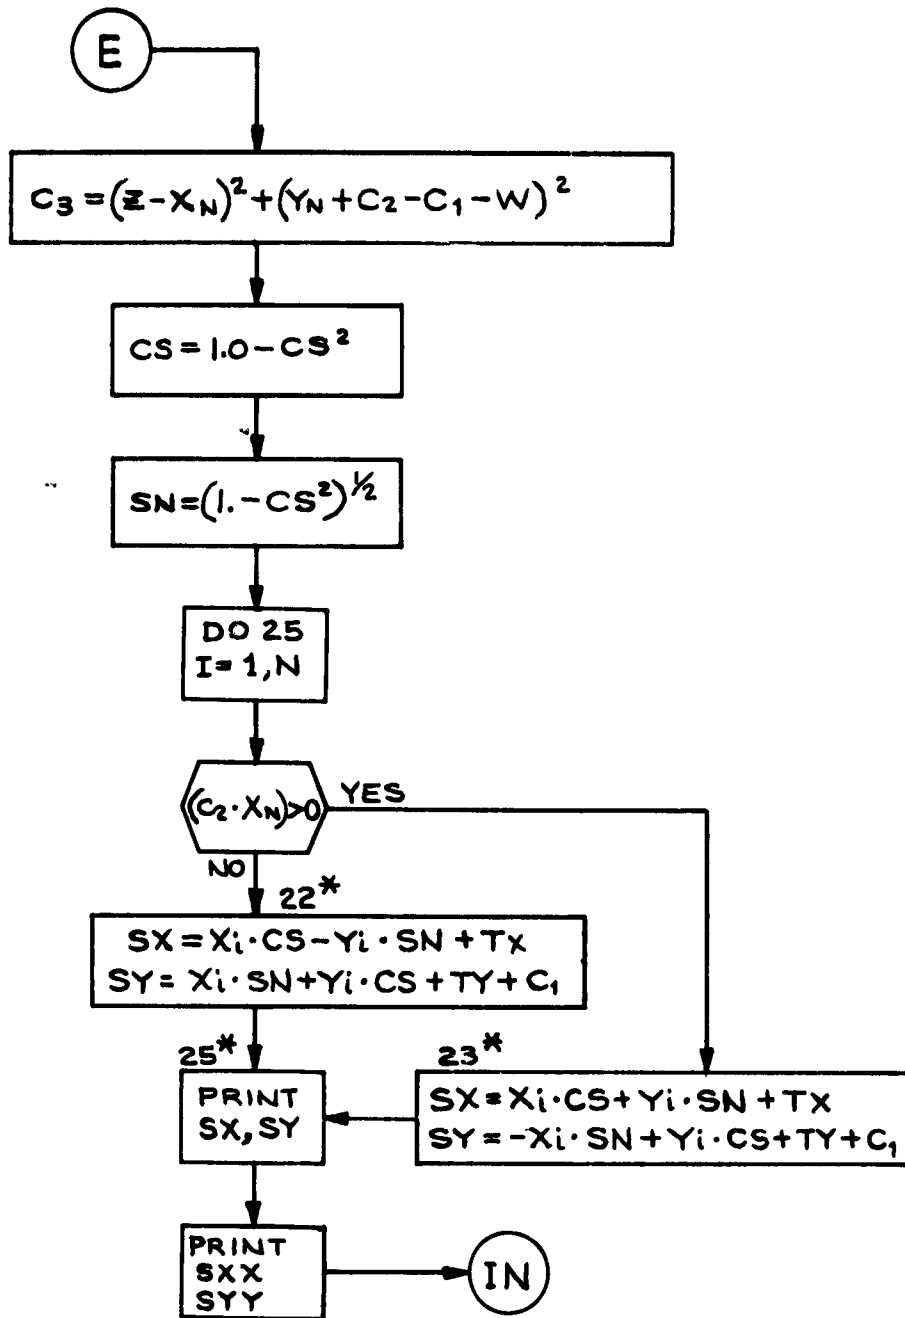 E
C₃ = (Z - X_N)² + (Y_N + C₂ - C₁ - W)²
CS = 1.0 - CS²
SN = (1. - CS²)^½
DO 25
I = 1, N
(C₂ · X_N) > 0
YES
NO
22*
SX = Xi · CS - Yi · SN + Tx
SY = Xi · SN + Yi · CS + TY + C₁
25*
PRINT
SX, SY
23*
SX = Xi · CS + Yi · SN + TX
SY = -Xi · SN + Yi · CS + TY + C₁
PRINT
SXX
SYY
IN